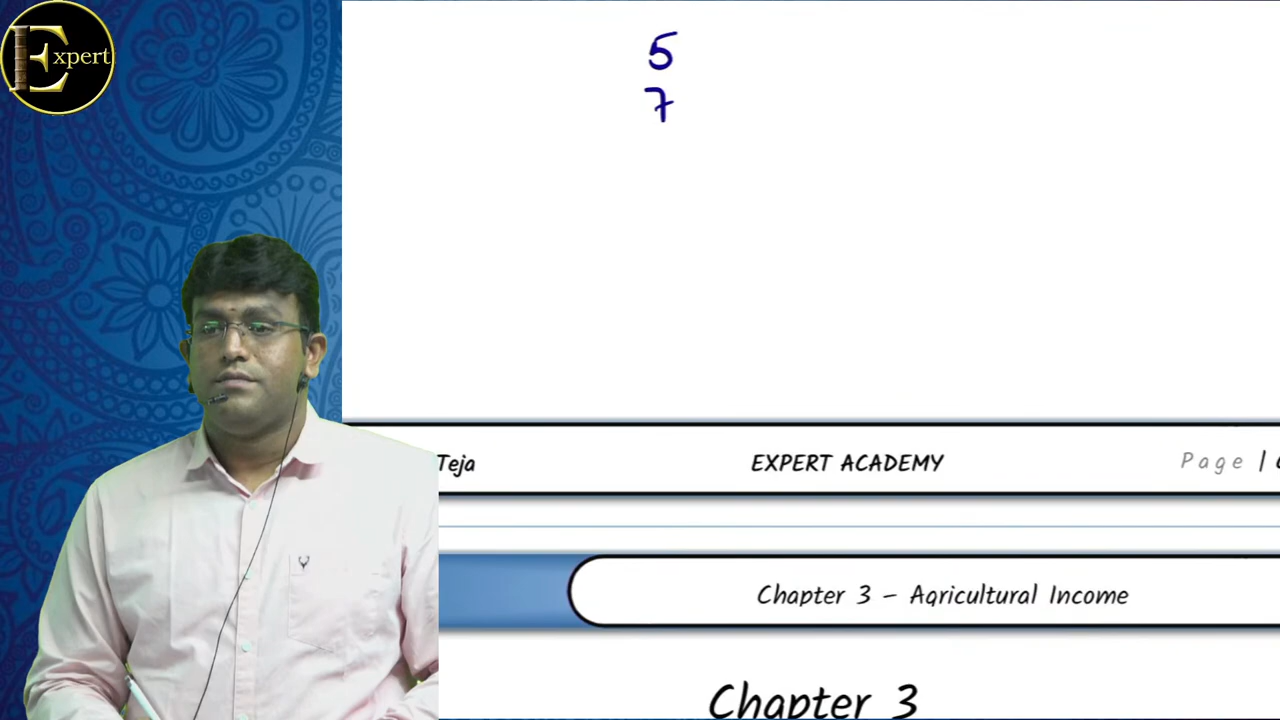 Expert
5
7
Teja
EXPERT ACADEMY
Page |
Chapter 3 – Agricultural Income
Chapter 3